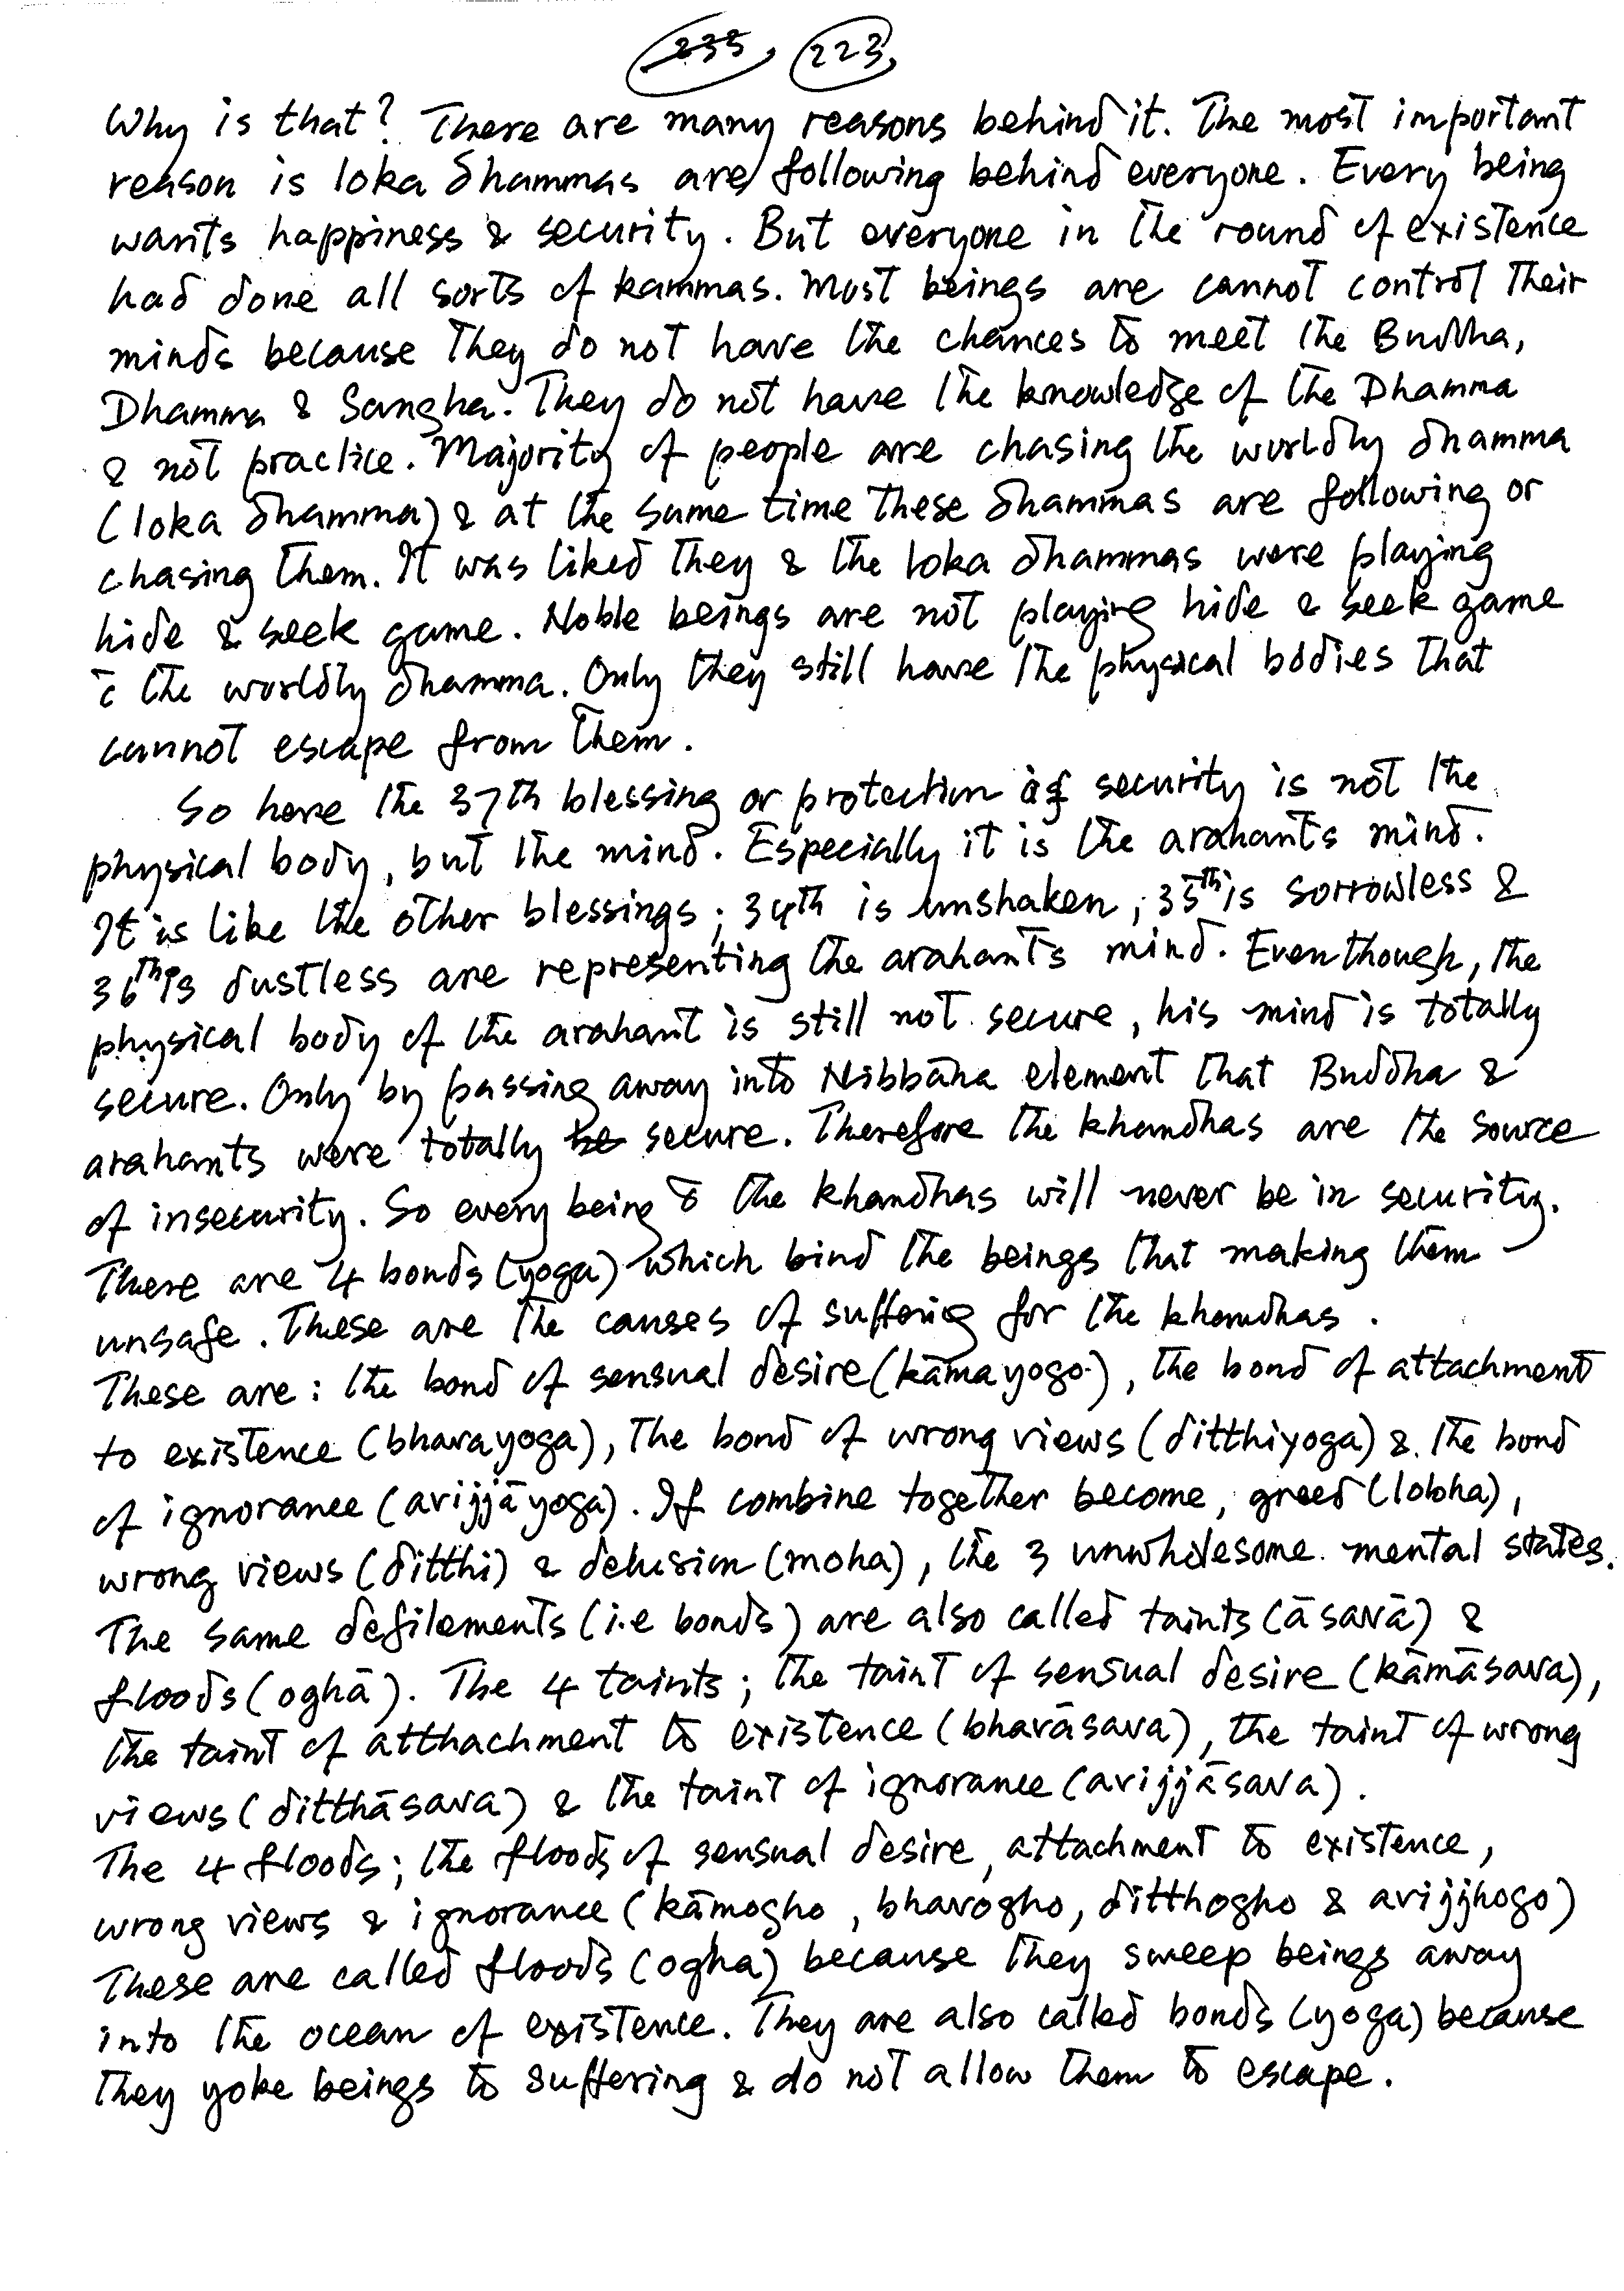 235, 223,
Why is that? There are many reasons behind it. The most important
reason is loka dhammas are following behind everyone. Every being
wants happiness & security. But everyone in the round of existence
had done all sorts of kammas. Most beings are cannot control their
minds because they do not have the chances to meet the Buddha,
Dhamma & Sangha. They do not have the knowledge of the Dhamma
& not practice. Majority of people are chasing the worldly dhamma
(loka dhamma) & at the same time these dhammas are following or
chasing them. It was liked they & the loka dhammas were playing
hide & seek game. Noble beings are not playing hide & seek game
c̄ the worldly dhamma. Only they still have the physical bodies that
cannot escape from them.
So here the 37th blessing or protection of security is not the
physical body, but the mind. Especially it is the arahants mind.
It is like the other blessings; 34th is unshaken, 35th is sorrowless &
36th is dustless are representing the arahants mind. Eventhough, the
physical body of the arahant is still not secure, his mind is totally
secure. Only by passing away into Nibbāna element that Buddha &
arahants were totally be secure. Therefore the khandhas are the source
of insecurity. So every being c̄ the khandhas will never be in security.
There are 4 bonds (yoga) which bind the beings that making them
unsafe. These are the causes of suffering for the khandhas.
These are: the bond of sensual desire (kāmayogo), the bond of attachment
to existence (bhavayoga), The bond of wrong views (ditthiyoga) & the bond
of ignorance (avijjāyoga). If combine together become, greed (lobha),
wrong views (ditthi) & delusion (moha), the 3 unwholesome mental states.
The same defilements (i.e bonds) are also called taints (āsavā) &
floods (oghā). The 4 taints; the taint of sensual desire (kāmāsava),
the taint of atthachment to existence (bhavāsava), the taint of wrong
views (ditthāsava) & the taint of ignorance (avijjāsava).
The 4 floods; the floods of sensual desire, attachment to existence,
wrong views & ignorance (kāmogho, bhavogho, ditthogho & avijjhogo)
These are called floods (ogha) because they sweep beings away
into the ocean of existence. They are also called bonds (yoga) because
they yoke beings to suffering & do not allow them to escape.